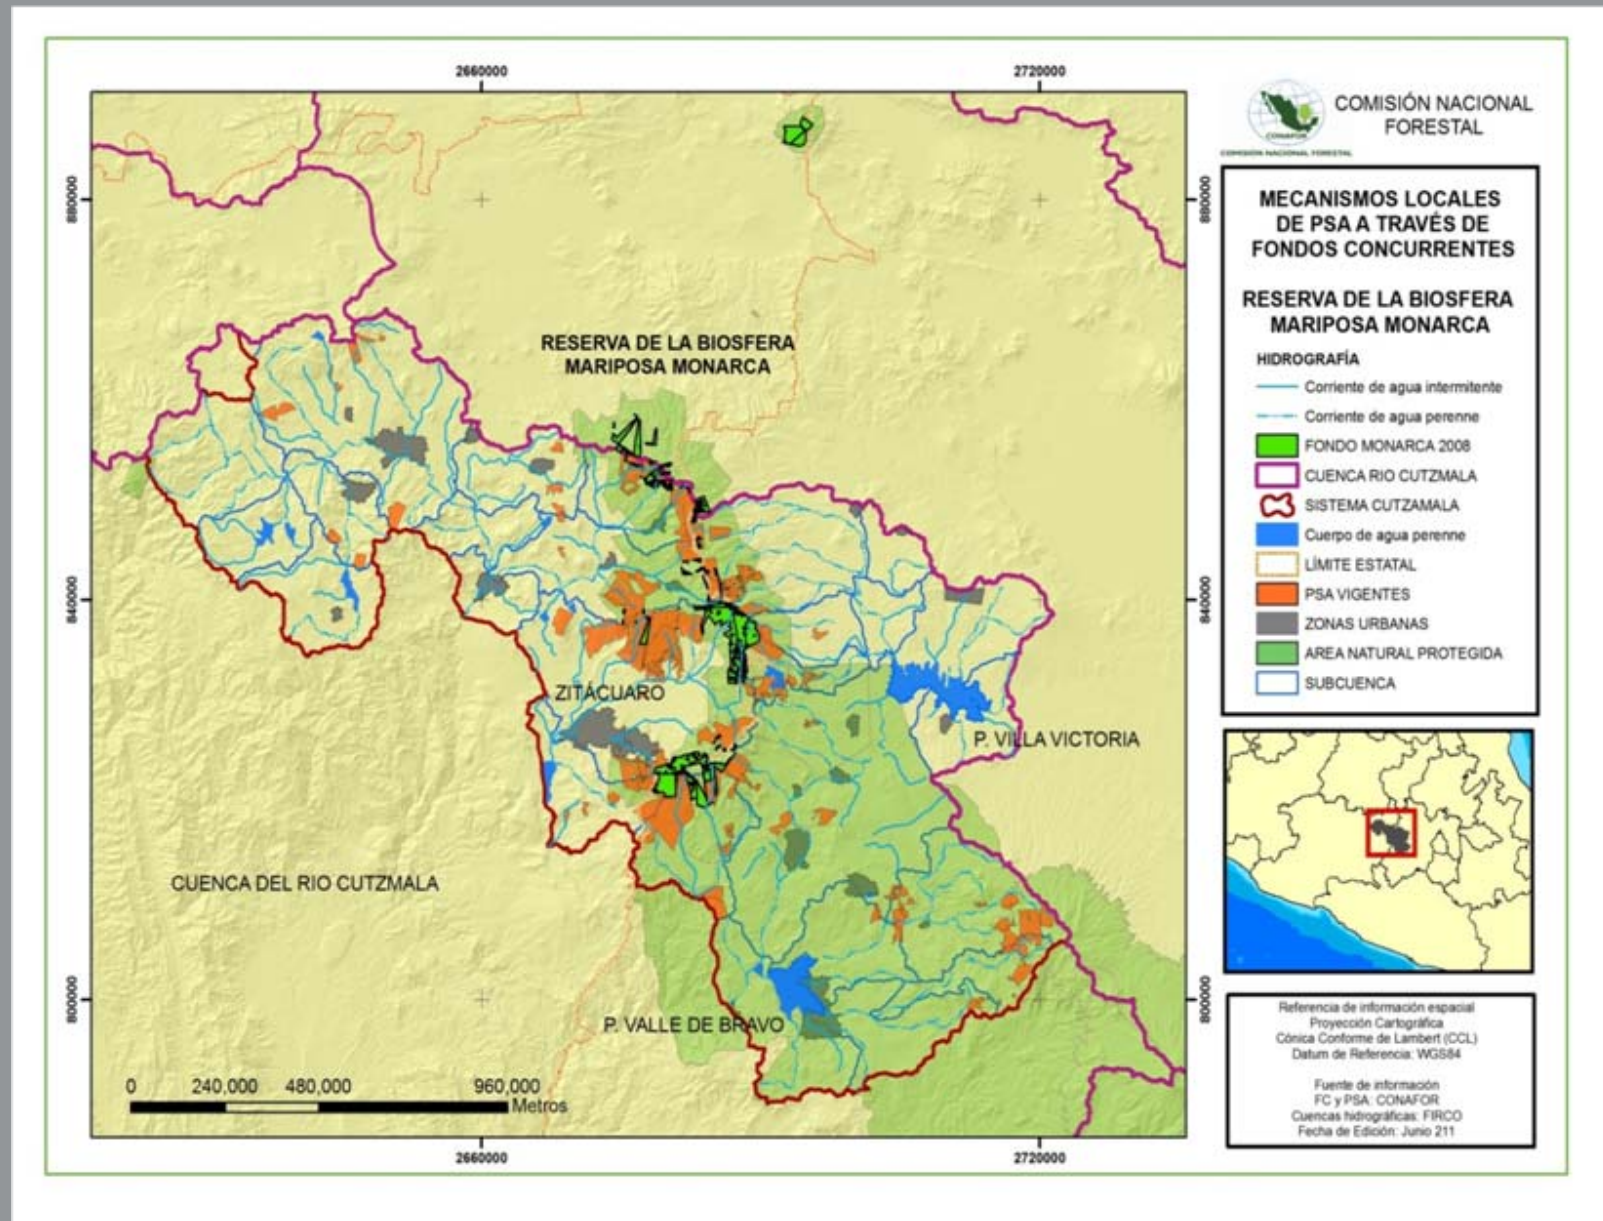 2660000
2720000
880000
880000
840000
840000
800000
800000
RESERVA DE LA BIOSFERA
MARIPOSA MONARCA
ZITÁCUARO
P. VILLA VICTORIA
CUENCA DEL RIO CUTZMALA
P. VALLE DE BRAVO
0 240,000 480,000 960,000
Metros
2660000
2720000
CONAFOR
COMISIÓN NACIONAL FORESTAL
COMISIÓN NACIONAL
FORESTAL
MECANISMOS LOCALES
DE PSA A TRAVÉS DE
FONDOS CONCURRENTES
RESERVA DE LA BIOSFERA
MARIPOSA MONARCA
HIDROGRAFÍA
Corriente de agua intermitente
Corriente de agua perenne
FONDO MONARCA 2008
CUENCA RIO CUTZMALA
SISTEMA CUTZAMALA
Cuerpo de agua perenne
LÍMITE ESTATAL
PSA VIGENTES
ZONAS URBANAS
AREA NATURAL PROTEGIDA
SUBCUENCA
Referencia de información espacial
Proyección Cartográfica
Cónica Conforme de Lambert (CCL)
Datum de Referencia: WGS84
Fuente de información
FC y PSA: CONAFOR
Cuencas hidrográficas: FIRCO
Fecha de Edición: Junio 211